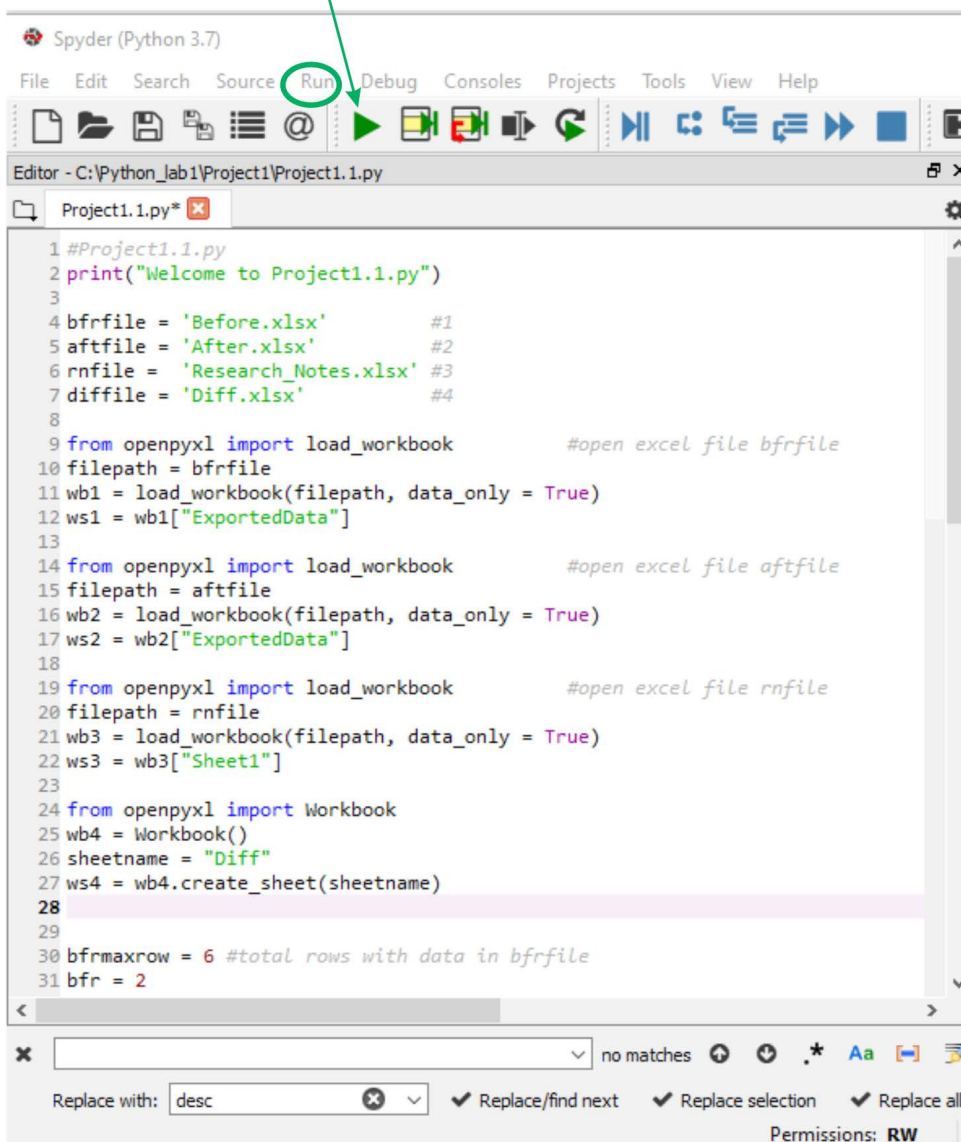 Spyder (Python 3.7)
File Edit Search Source Run Debug Consoles Projects Tools View Help
Editor - C:\Python_lab1\Project1\Project1.1.py
Project1.1.py*
1 #Project1.1.py
2 print("Welcome to Project1.1.py")
3
4 bfrfile = 'Before.xlsx' #1
5 aftfile = 'After.xlsx' #2
6 rnfile = 'Research_Notes.xlsx' #3
7 diffile = 'Diff.xlsx' #4
8
9 from openpyxl import load_workbook #open excel file bfrfile
10 filepath = bfrfile
11 wb1 = load_workbook(filepath, data_only = True)
12 ws1 = wb1["ExportedData"]
13
14 from openpyxl import load_workbook #open excel file aftfile
15 filepath = aftfile
16 wb2 = load_workbook(filepath, data_only = True)
17 ws2 = wb2["ExportedData"]
18
19 from openpyxl import load_workbook #open excel file rnfile
20 filepath = rnfile
21 wb3 = load_workbook(filepath, data_only = True)
22 ws3 = wb3["Sheet1"]
23
24 from openpyxl import Workbook
25 wb4 = Workbook()
26 sheetname = "Diff"
27 ws4 = wb4.create_sheet(sheetname)
28
29
30 bfrmaxrow = 6 #total rows with data in bfrfile
31 bfr = 2
no matches .* Aa
Replace with: desc Replace/find next Replace selection Replace all
Permissions: RW